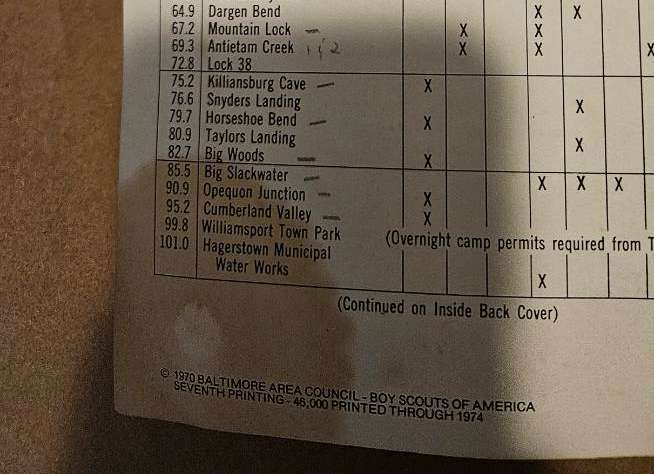 64.9 Dargen Bend X X
67.2 Mountain Lock — X X
69.3 Antietam Creek X X X
72.8 Lock 38
75.2 Killiansburg Cave — X
76.6 Snyders Landing X
79.7 Horseshoe Bend — X
80.9 Taylors Landing X
82.7 Big Woods — X
85.5 Big Slackwater — X X X
90.9 Opequon Junction — X
95.2 Cumberland Valley — X
99.8 Williamsport Town Park (Overnight camp permits required from T
101.0 Hagerstown Municipal
Water Works X
(Continued on Inside Back Cover)
© 1970 BALTIMORE AREA COUNCIL - BOY SCOUTS OF AMERICA
SEVENTH PRINTING - 46,000 PRINTED THROUGH 1974